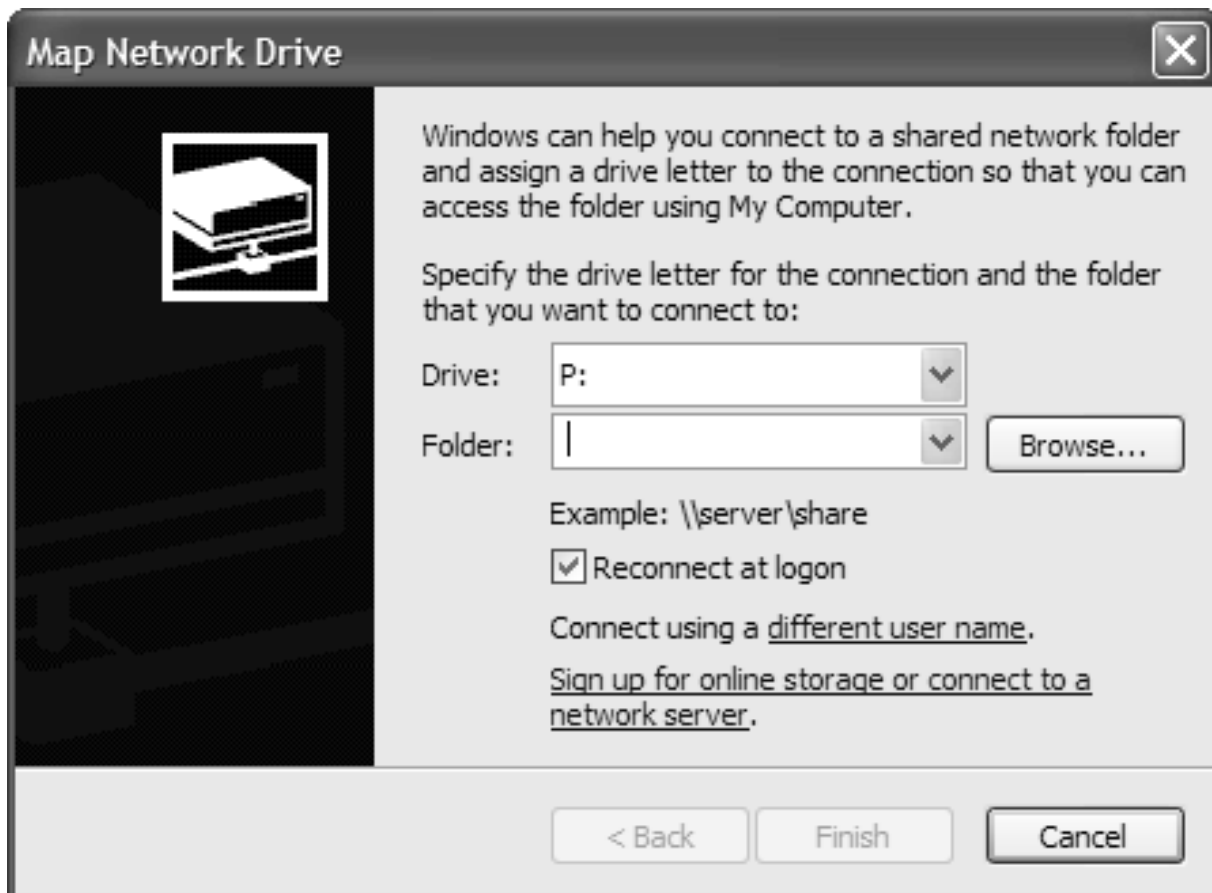 Map Network Drive
Windows can help you connect to a shared network folder
and assign a drive letter to the connection so that you can
access the folder using My Computer.
Specify the drive letter for the connection and the folder
that you want to connect to:
Drive: P:
Folder: Browse...
Example: \\server\share
Reconnect at logon
Connect using a different user name.
Sign up for online storage or connect to a
network server.
< Back Finish Cancel